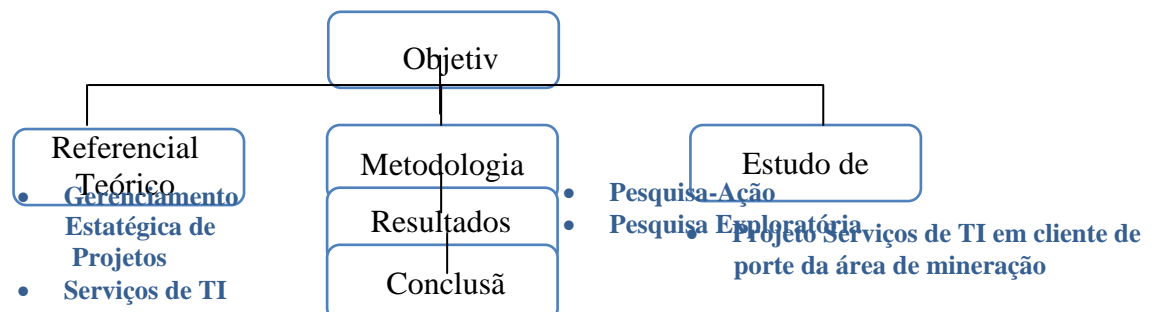 Objetiv
Referencial
Teórico
• Gerenciamento
Estatégica de
Projetos
• Serviços de TI
Metodologia
Resultados
Conclusã
• Pesquisa-Ação
• Pesquisa Exploratória
Estudo de
• Projeto Serviços de TI em cliente de
porte da área de mineração